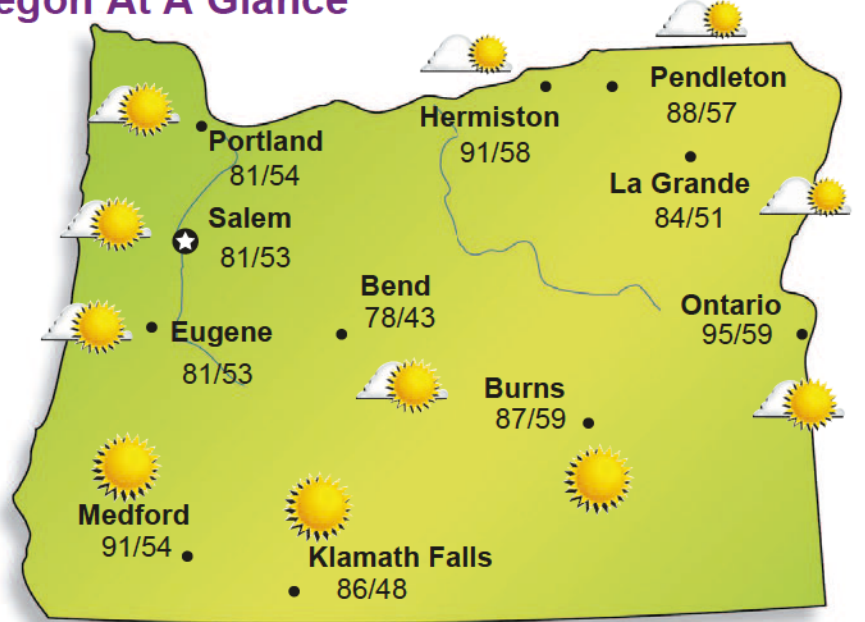 egon At A Glance
Pendleton
88/57
Hermiston
91/58
Portland
81/54
La Grande
84/51
Salem
81/53
Bend
78/43
Ontario
95/59
Eugene
81/53
Burns
87/59
Medford
91/54
Klamath Falls
86/48